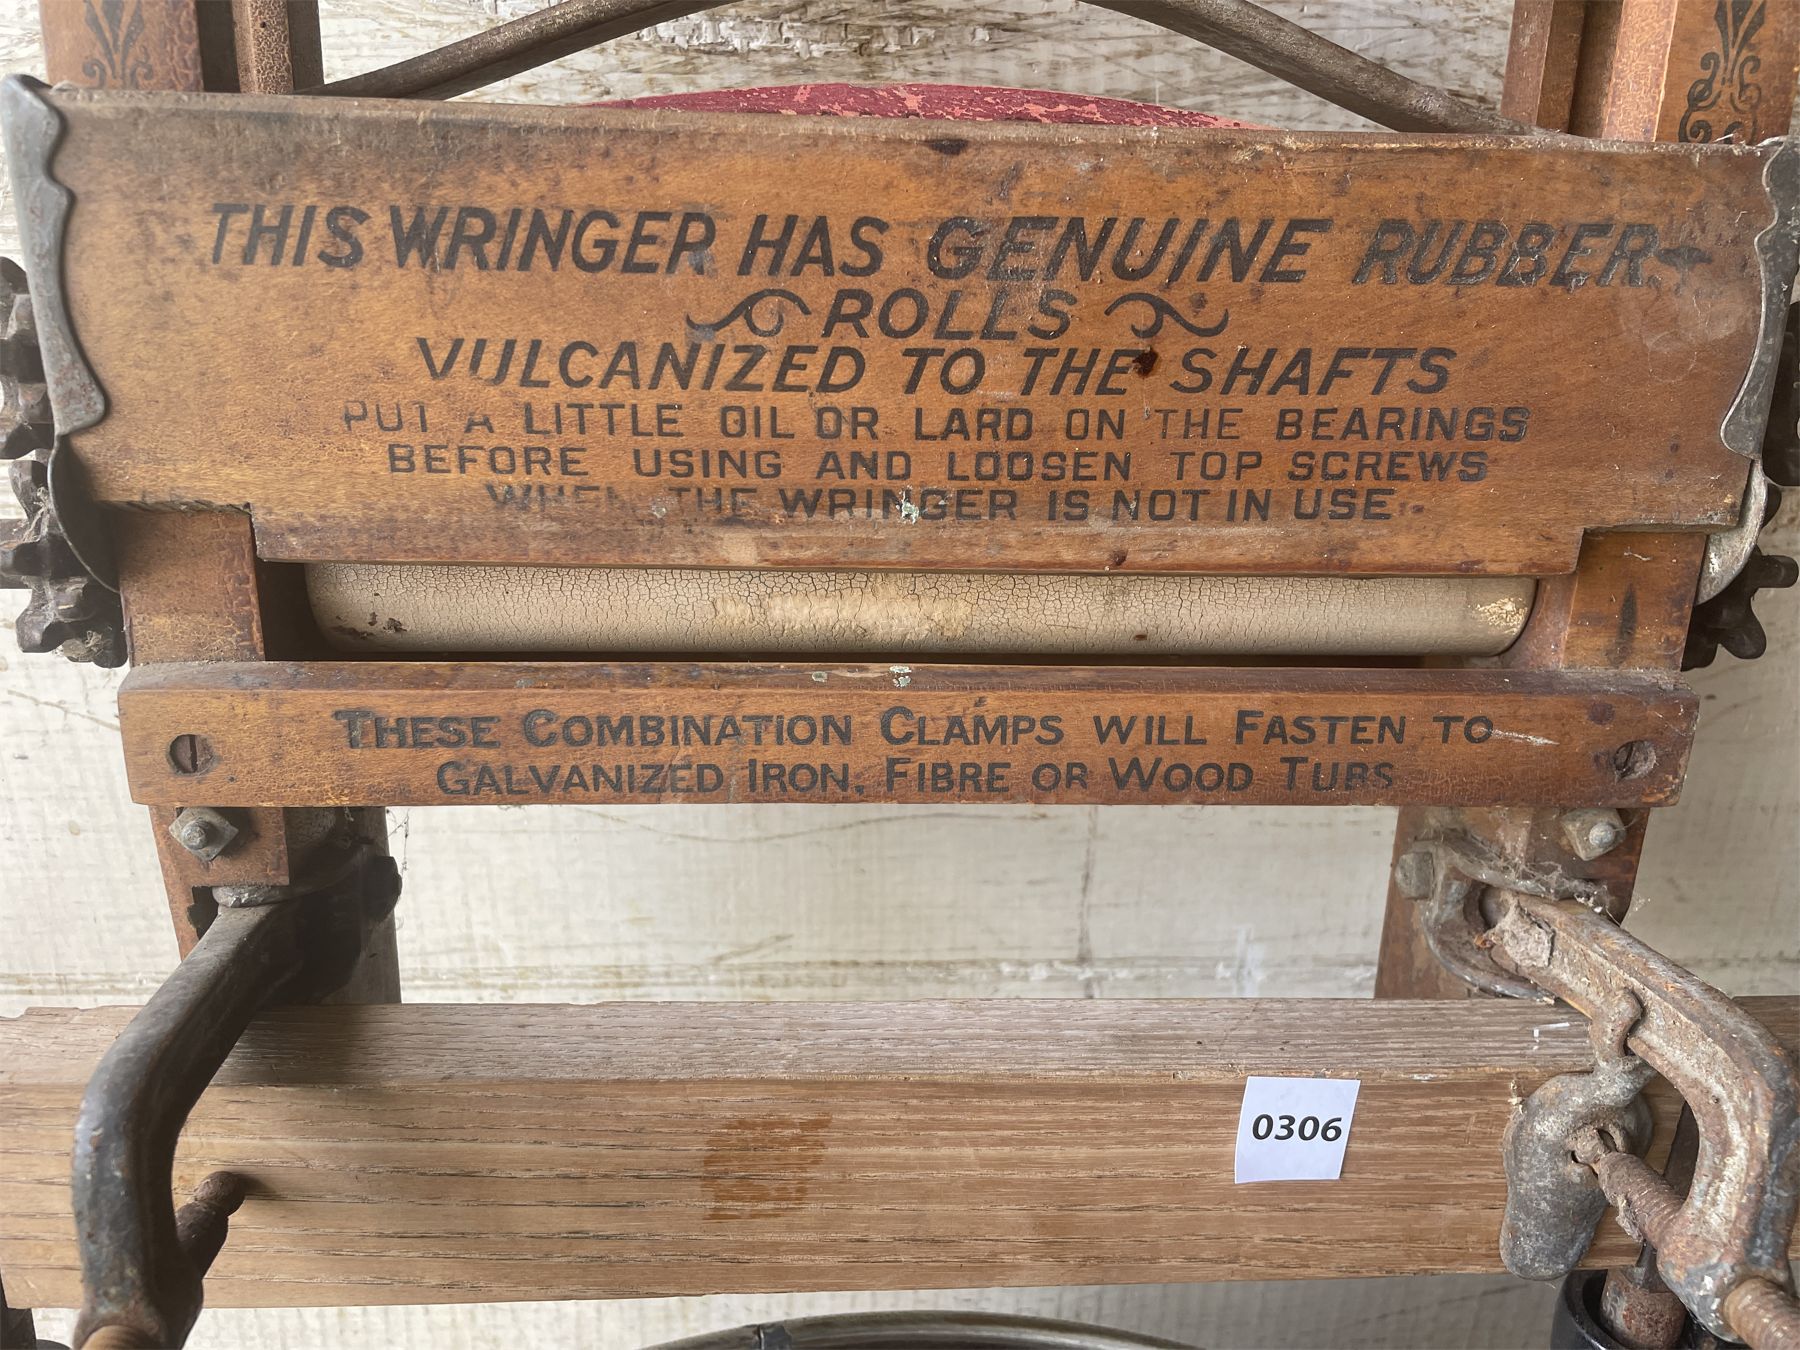 THIS WRINGER HAS GENUINE RUBBER
ROLLS
VULCANIZED TO THE SHAFTS
PUT A LITTLE OIL OR LARD ON THE BEARINGS
BEFORE USING AND LOOSEN TOP SCREWS
WHEN THE WRINGER IS NOT IN USE
THESE COMBINATION CLAMPS WILL FASTEN TO
GALVANIZED IRON, FIBRE OR WOOD TUBS
0306